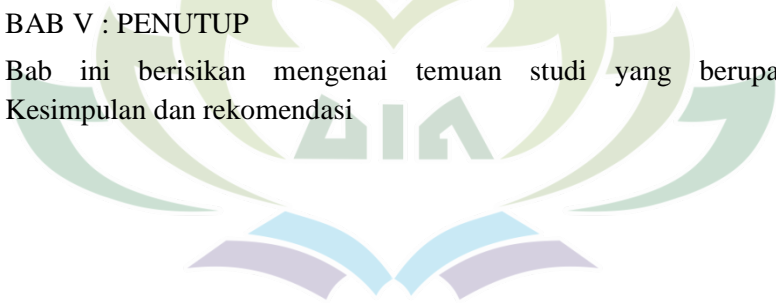 BAB V : PENUTUP
Bab ini berisikan mengenai temuan studi yang berupa
Kesimpulan dan rekomendasi